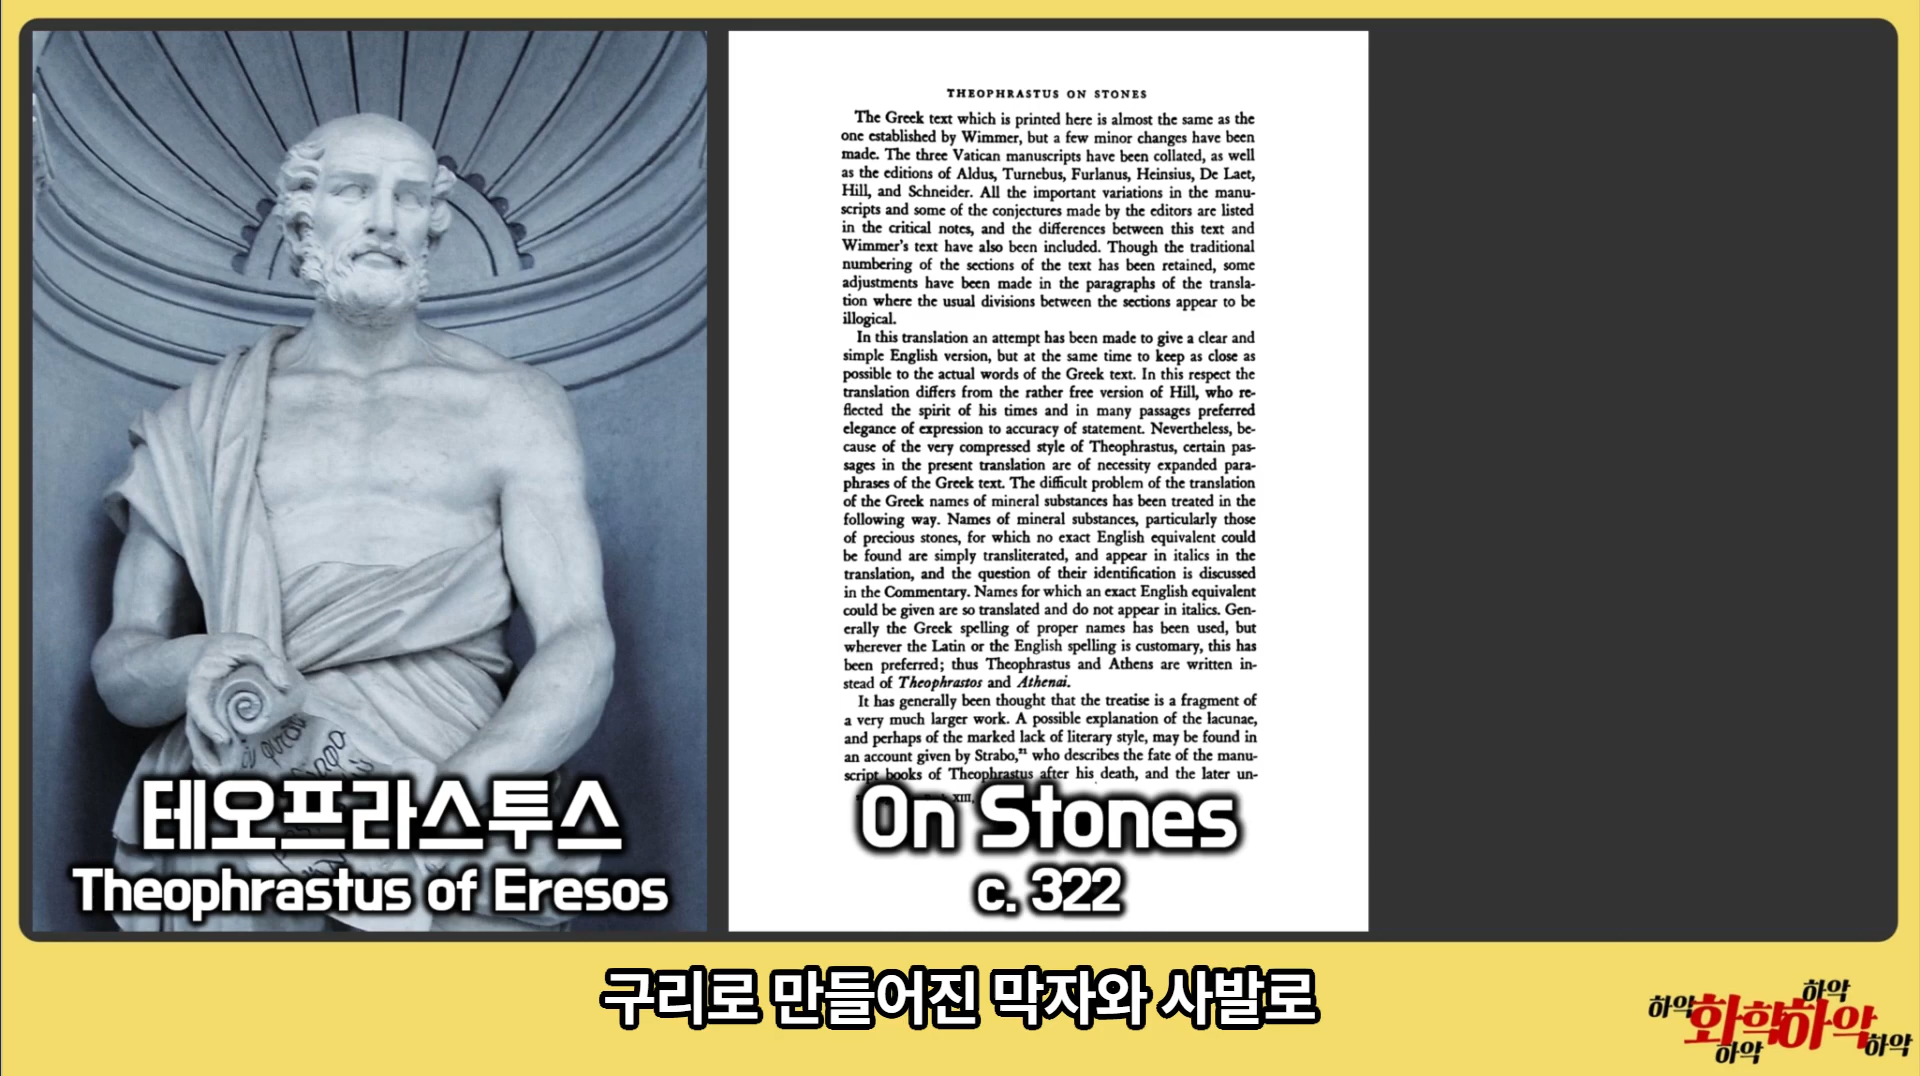 테오프라스투스
Theophrastus of Eresos
THEOPHRASTUS ON STONES
The Greek text which is printed here is almost the same as the
one established by Wimmer, but a few minor changes have been
made. The three Vatican manuscripts have been collated, as well
as the editions of Aldus, Turnebus, Furlanus, Heinsius, De Laet,
Hill, and Schneider. All the important variations in the manu-
scripts and some of the conjectures made by the editors are listed
in the critical notes, and the differences between this text and
Wimmer's text have also been included. Though the traditional
numbering of the sections of the text has been retained, some
adjustments have been made in the paragraphs of the transla-
tion where the usual divisions between the sections appear to be
illogical.
In this translation an attempt has been made to give a clear and
simple English version, but at the same time to keep as close as
possible to the actual words of the Greek text. In this respect the
translation differs from the rather free version of Hill, who re-
flected the spirit of his times and in many passages preferred
elegance of expression to accuracy of statement. Nevertheless, be-
cause of the very compressed style of Theophrastus, certain pas-
sages in the present translation are of necessity expanded para-
phrases of the Greek text. The difficult problem of the translation
of the Greek names of mineral substances has been treated in the
following way. Names of mineral substances, particularly those
of precious stones, for which no exact English equivalent could
be found are simply transliterated, and appear in italics in the
translation, and the question of their identification is discussed
in the Commentary. Names for which an exact English equivalent
could be given are so translated and do not appear in italics. Gen-
erally the Greek spelling of proper names has been used, but
wherever the Latin or the English spelling is customary, this has
been preferred; thus Theophrastus and Athens are written in-
stead of Theophrastos and Athenai.
It has generally been thought that the treatise is a fragment of
a very much larger work. A possible explanation of the lacunae,
and perhaps of the marked lack of literary style, may be found in
an account given by Strabo,²¹ who describes the fate of the manu-
script books of Theophrastus after his death, and the later un-
XIII,
On Stones
c. 322
구리로 만들어진 막자와 사발로
하악
화학하악
하악
하악
하악